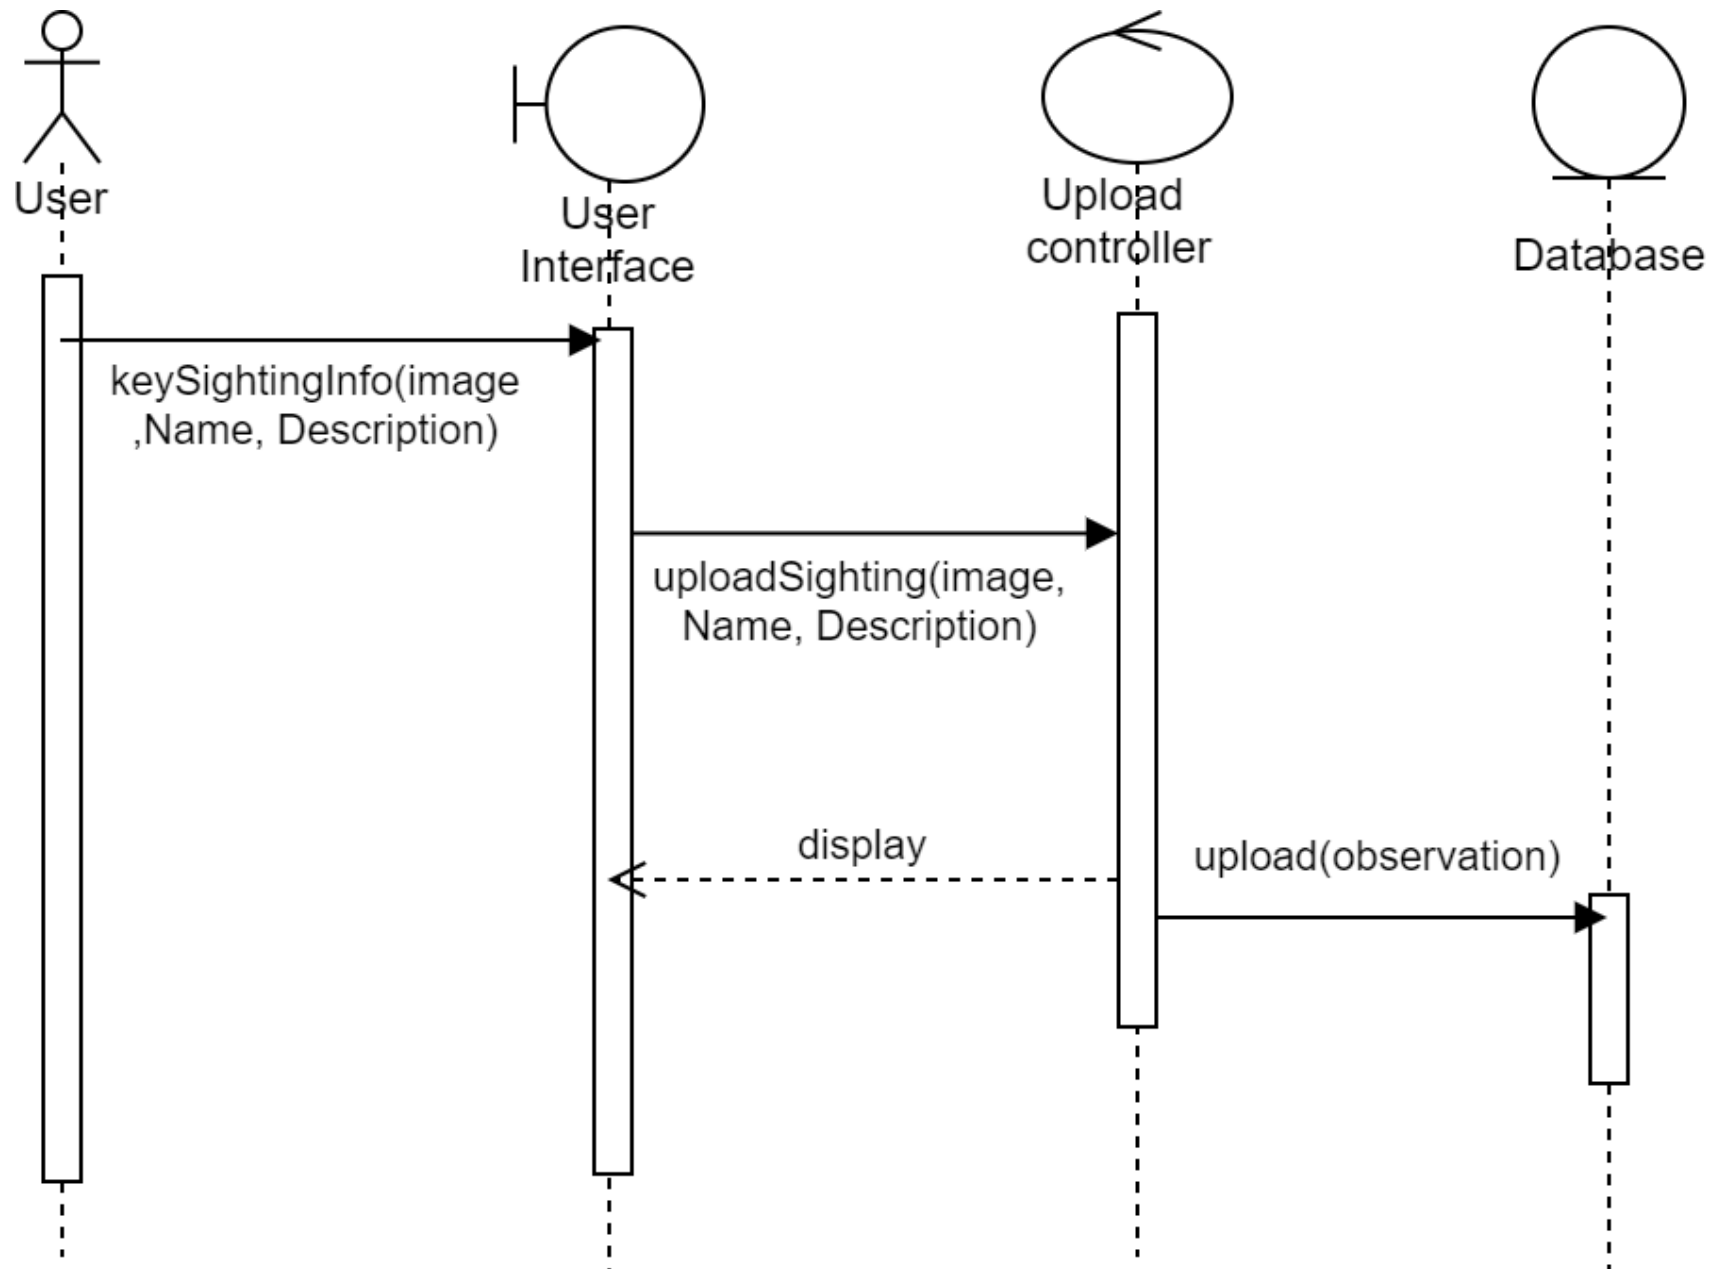 User
User
Interface
Upload
controller
Database
keySightingInfo(image
,Name, Description)
uploadSighting(image,
Name, Description)
display
upload(observation)